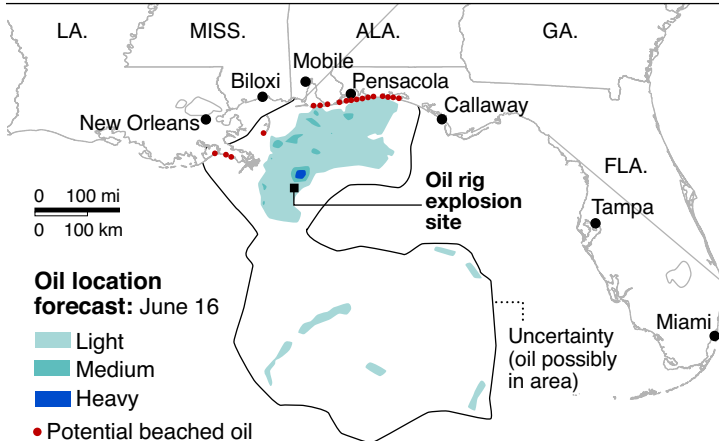 LA.
MISS.
ALA.
GA.
Mobile
Biloxi
Pensacola
New Orleans
Callaway
FLA.
Oil rig
explosion
site
0 100 mi
0 100 km
Tampa
Oil location
forecast: June 16
Light
Medium
Heavy
Potential beached oil
Uncertainty
(oil possibly
in area)
Miami